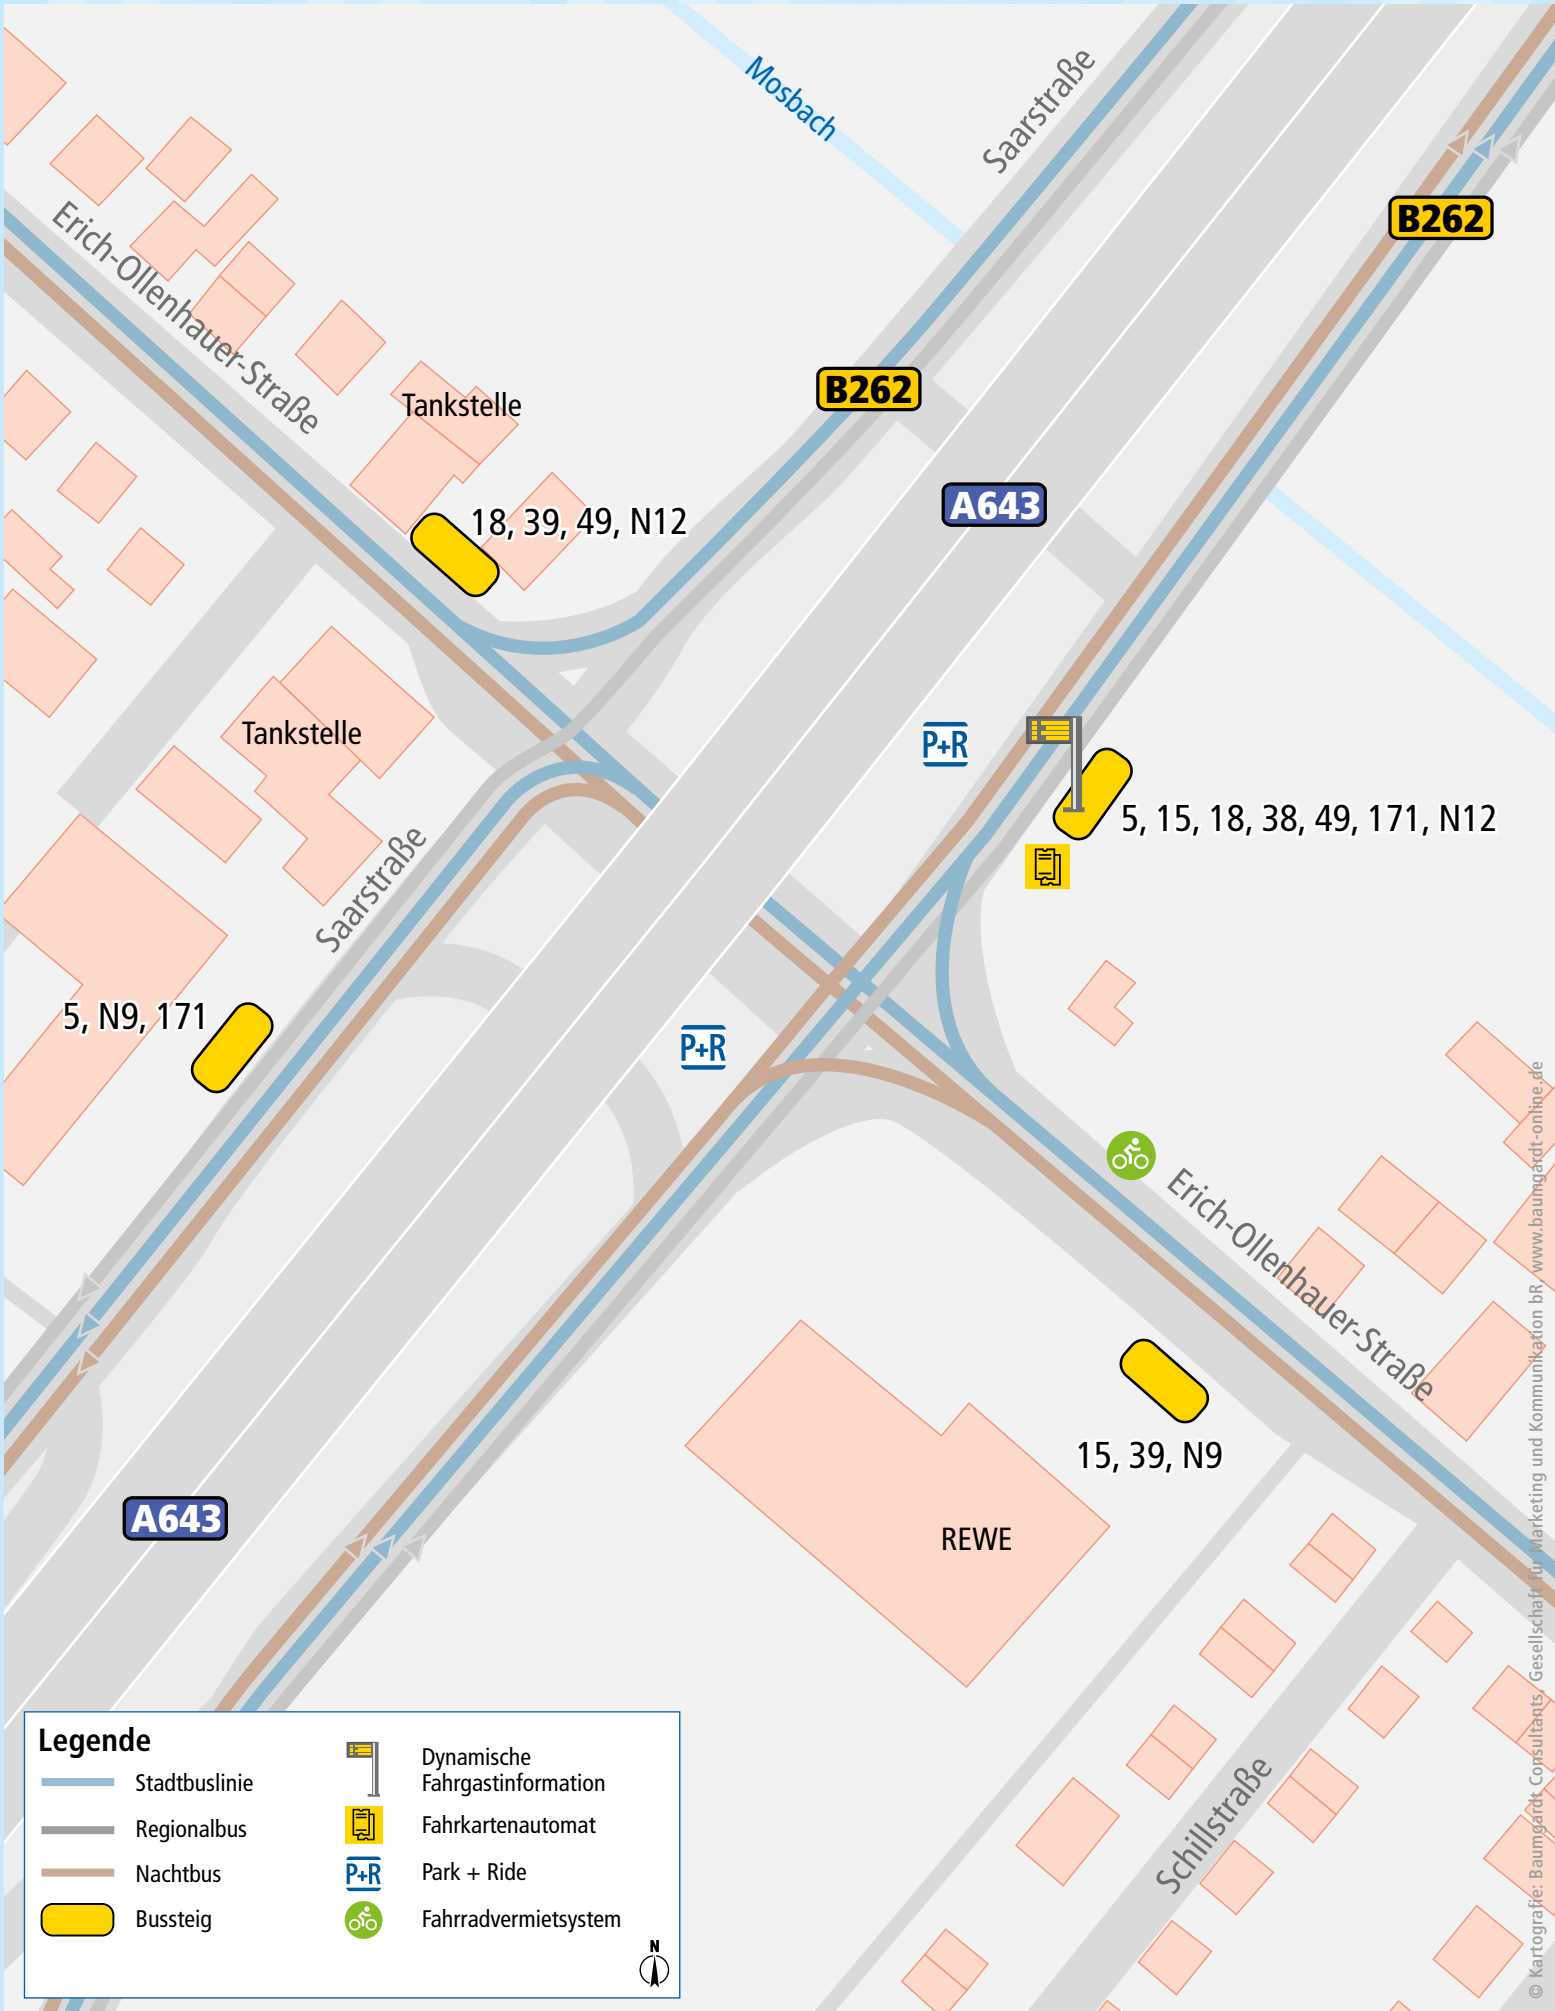 Mosbach
Saarstraße
B262
Erich-Ollenhauer-Straße
B262
Tankstelle
A643
18, 39, 49, N12
Tankstelle
P+R
5, 15, 18, 38, 49, 171, N12
Saarstraße
5, N9, 171
P+R
Erich-Ollenhauer-Straße
15, 39, N9
A643
REWE
Schillstraße
Legende
Stadtbuslinie
Regionalbus
Nachtbus
Bussteig
Dynamische
Fahrgastinformation
Fahrkartenautomat
P+R
Park + Ride
Fahrradvermietsystem
N
© Kartografie: Baumgardt Consultants, Gesellschaft für Marketing und Kommunikation bR, www.baumgardt-online.de